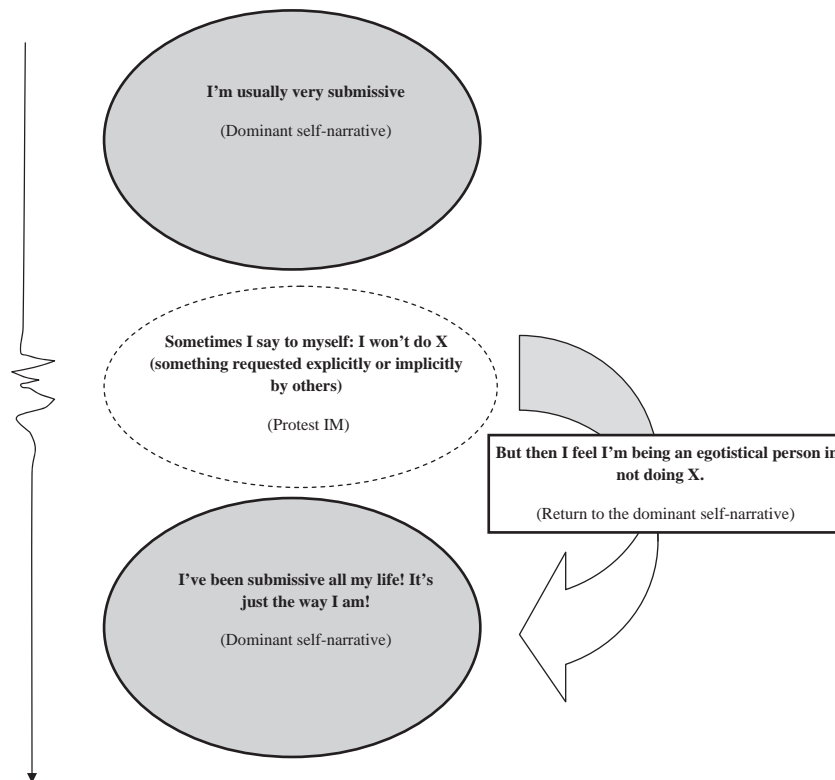 I'm usually very submissive
(Dominant self-narrative)
Sometimes I say to myself: I won't do X
(something requested explicitly or implicitly
by others)
(Protest IM)
But then I feel I'm being an egotistical person in
not doing X.
(Return to the dominant self-narrative)
I've been submissive all my life! It's
just the way I am!
(Dominant self-narrative)